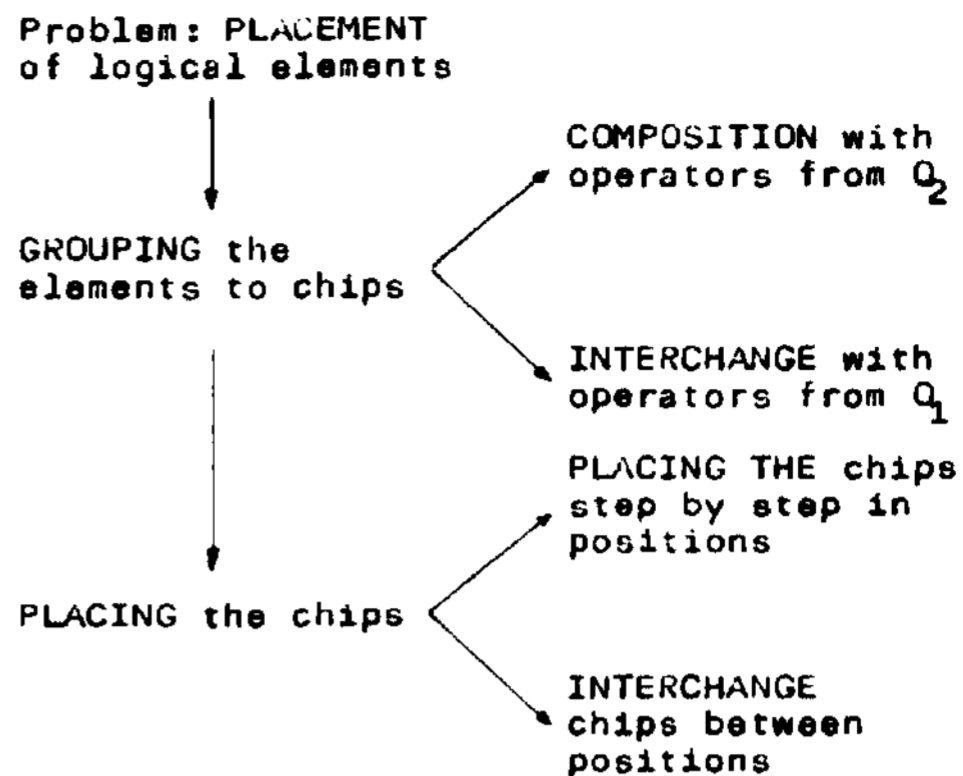 Problem: PLACEMENT
of logical elements
COMPOSITION with
operators from Q2
GROUPING the
elements to chips
INTERCHANGE with
operators from Q1
PLACING THE chips
step by step in
positions
PLACING the chips
INTERCHANGE
chips between
positions